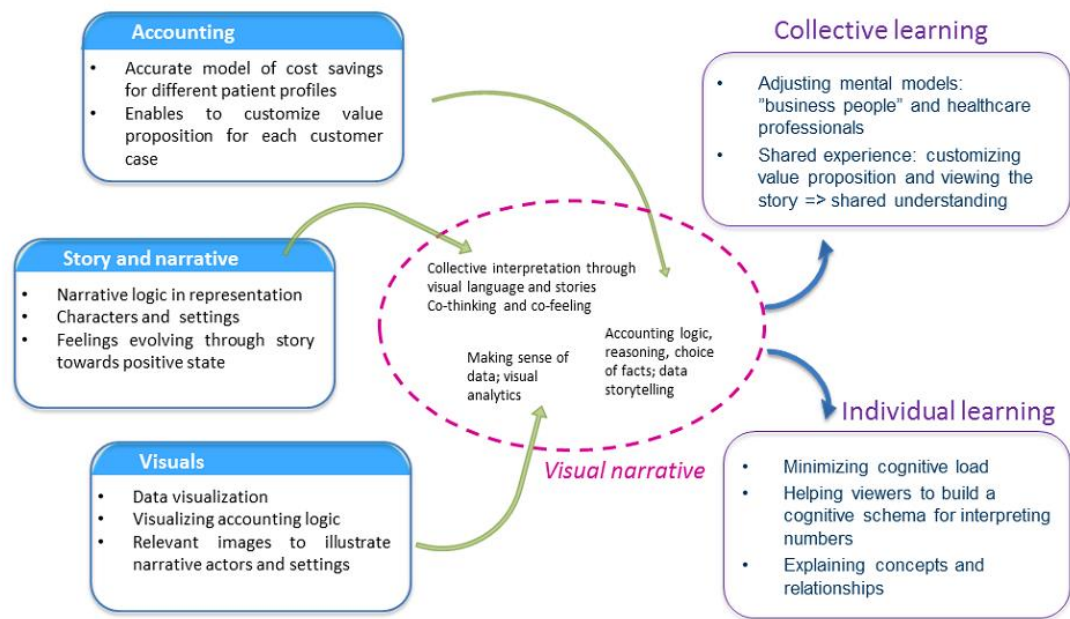 Accounting
• Accurate model of cost savings
for different patient profiles
• Enables to customize value
proposition for each customer
case
Story and narrative
• Narrative logic in representation
• Characters and settings
• Feelings evolving through story
towards positive state
Visuals
• Data visualization
• Visualizing accounting logic
• Relevant images to illustrate
narrative actors and settings
Collective interpretation through
visual language and stories
Co-thinking and co-feeling
Making sense of
data; visual
analytics
Accounting logic,
reasoning, choice
of facts; data
storytelling
Visual narrative
Collective learning
• Adjusting mental models:
"business people" and healthcare
professionals
• Shared experience: customizing
value proposition and viewing the
story => shared understanding
Individual learning
• Minimizing cognitive load
• Helping viewers to build a
cognitive schema for interpreting
numbers
• Explaining concepts and
relationships